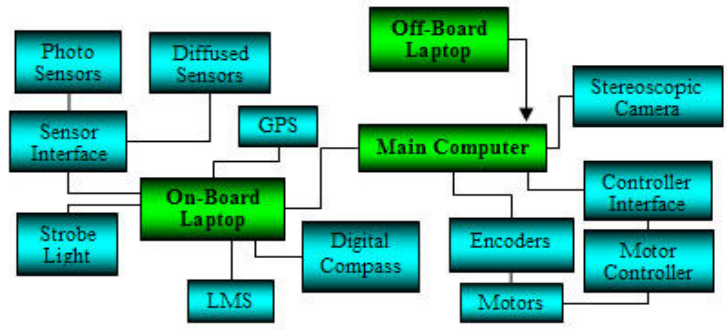 Photo
Sensors
Diffused
Sensors
Off-Board
Laptop
Stereoscopic
Camera
GPS
Sensor
Interface
Main Computer
On-Board
Laptop
Controller
Interface
Strobe
Light
Digital
Compass
Encoders
Motor
Controller
LMS
Motors